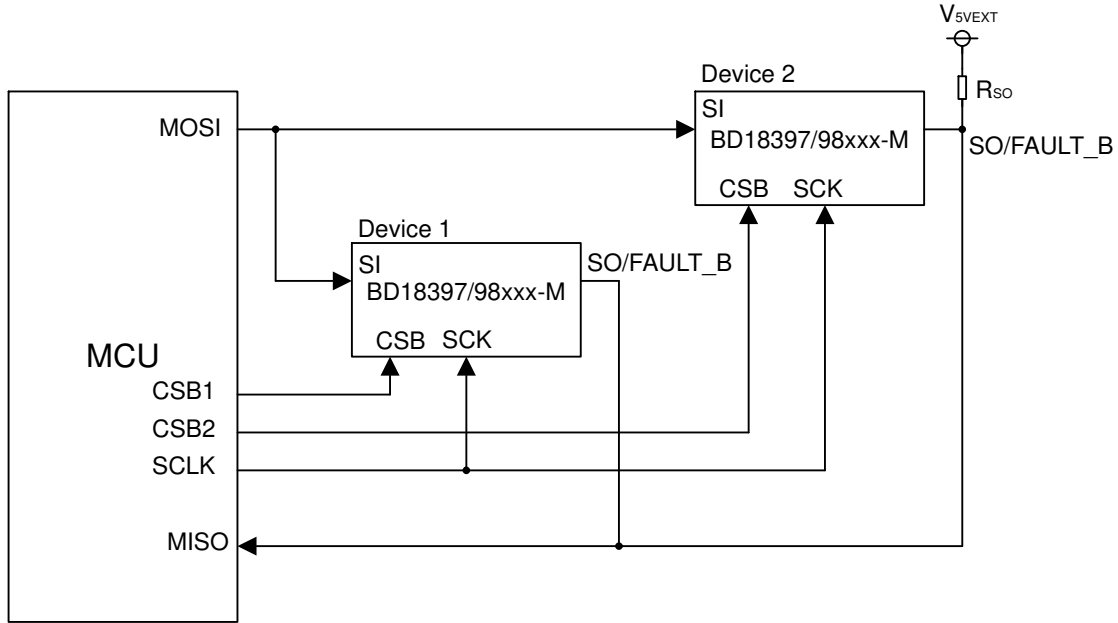 V5VEXT
RSO
Device 2
MOSI
SI
BD18397/98xxx-M
SO/FAULT_B
CSB SCK
Device 1
SI
SO/FAULT_B
BD18397/98xxx-M
CSB SCK
MCU
CSB1
CSB2
SCLK
MISO